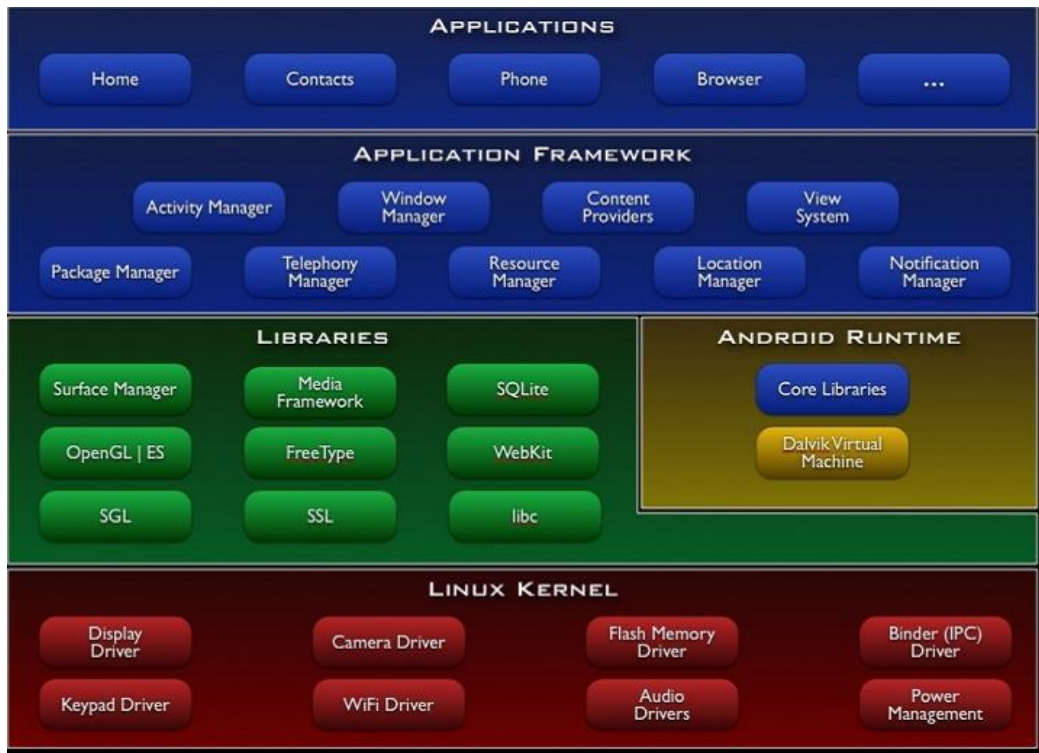 APPLICATIONS
Home
Contacts
Phone
Browser
...
APPLICATION FRAMEWORK
Activity Manager
Window
Manager
Content
Providers
View
System
Package Manager
Telephony
Manager
Resource
Manager
Location
Manager
Notification
Manager
LIBRARIES
Surface Manager
Media
Framework
SQLite
OpenGL | ES
FreeType
WebKit
SGL
SSL
libc
ANDROID RUNTIME
Core Libraries
Dalvik Virtual
Machine
LINUX KERNEL
Display
Driver
Camera Driver
Flash Memory
Driver
Binder (IPC)
Driver
Keypad Driver
WiFi Driver
Audio
Drivers
Power
Management